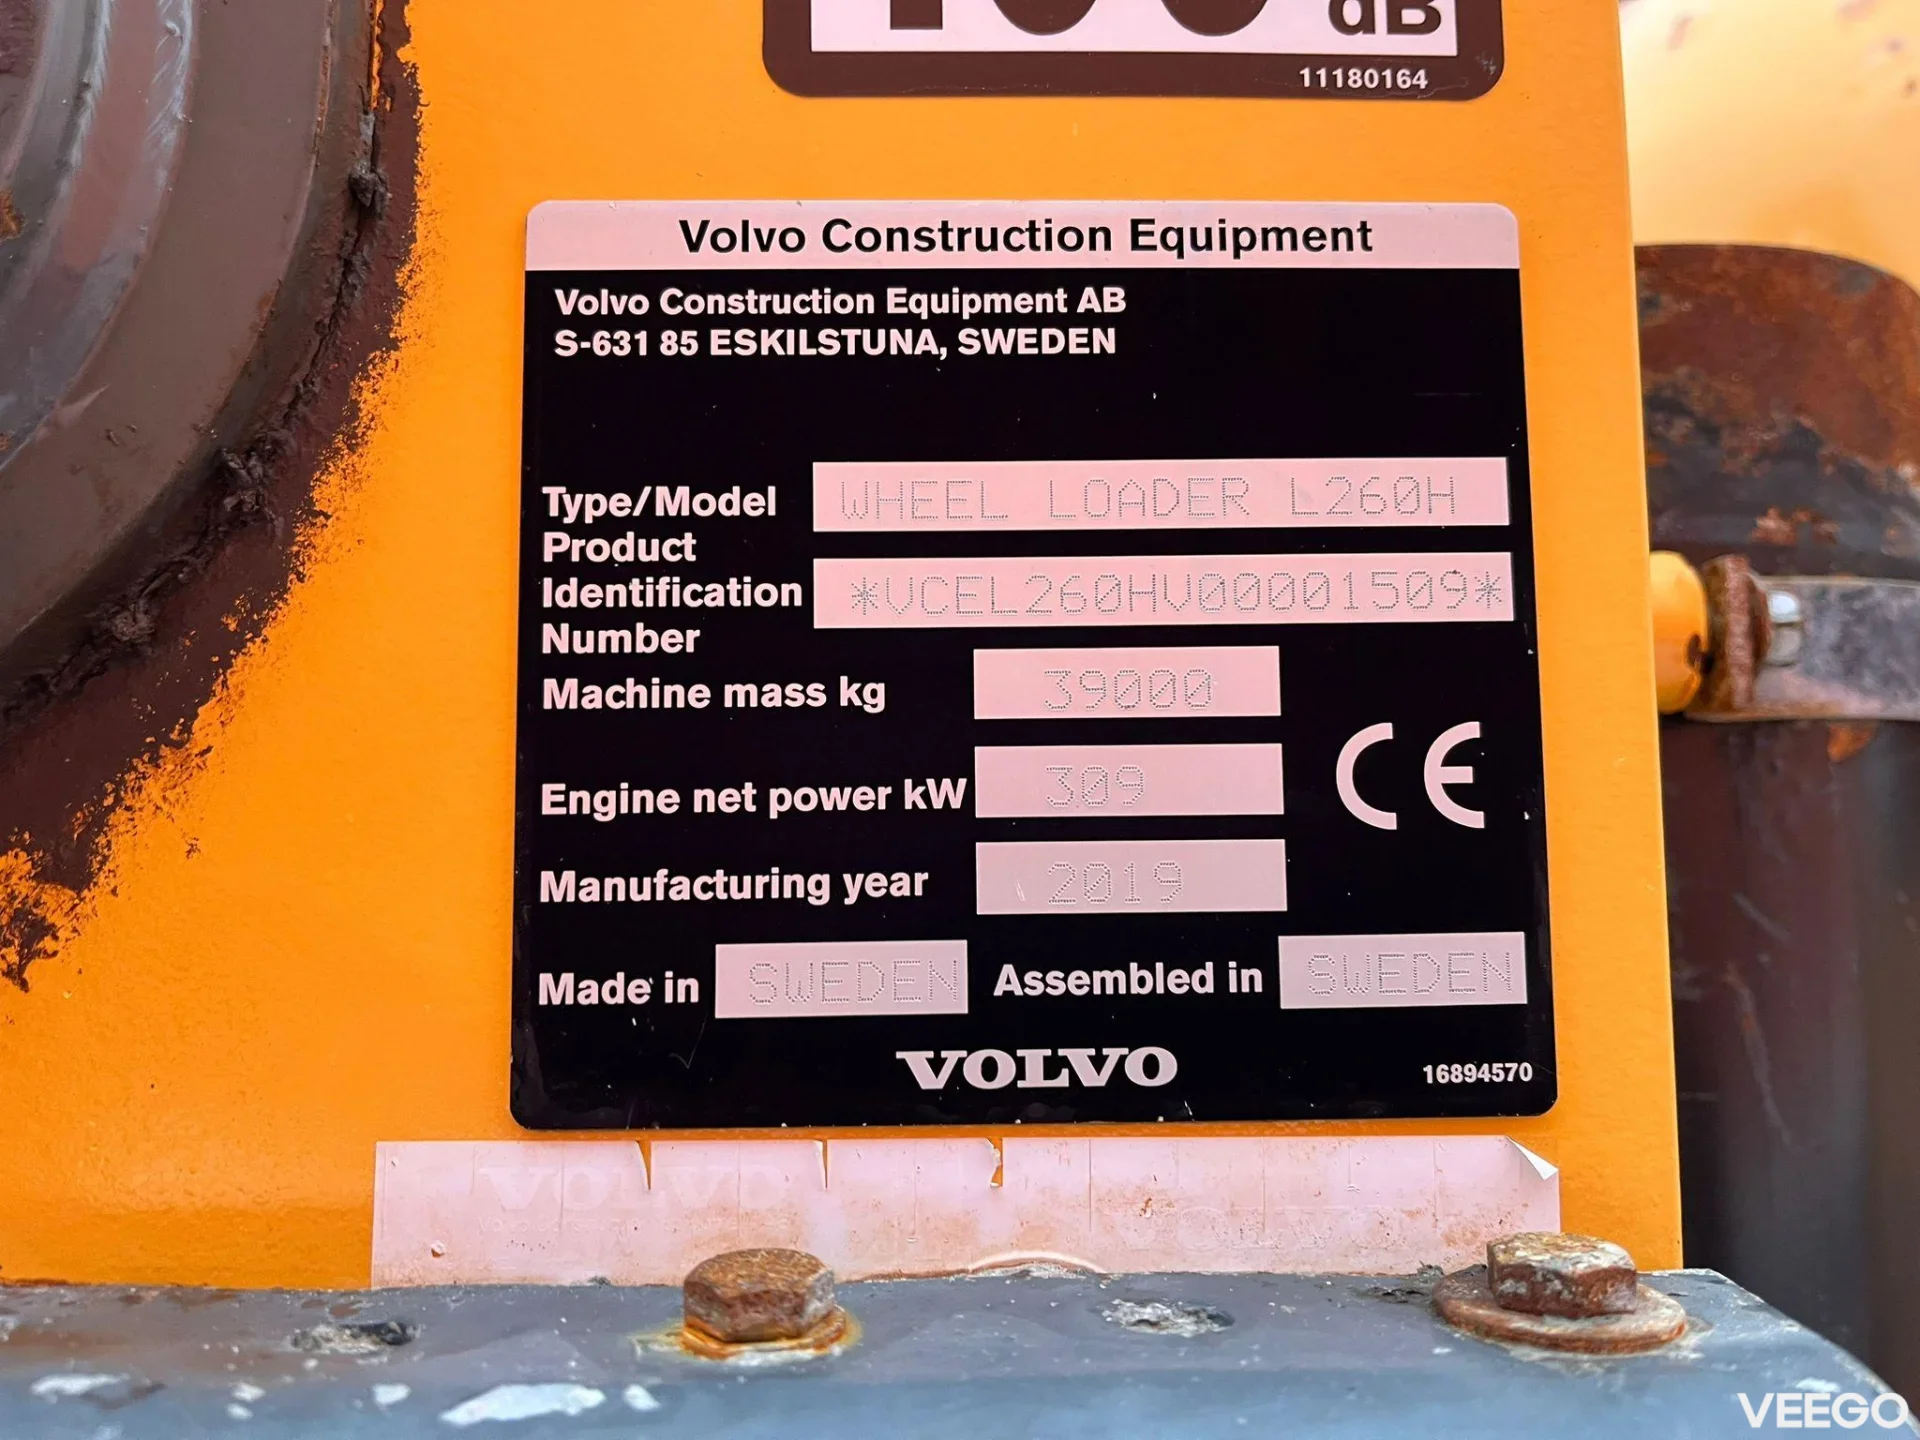 dB
11180164
Volvo Construction Equipment
Volvo Construction Equipment AB
S-631 85 ESKILSTUNA, SWEDEN
Type/Model WHEEL LOADER L260H
Product Identification Number *VCEL260HV00001509*
Machine mass kg 39000
Engine net power kW 309
CE
Manufacturing year 2019
Made in SWEDEN Assembled in SWEDEN
VOLVO
16894570
VOLVO
VEEGO